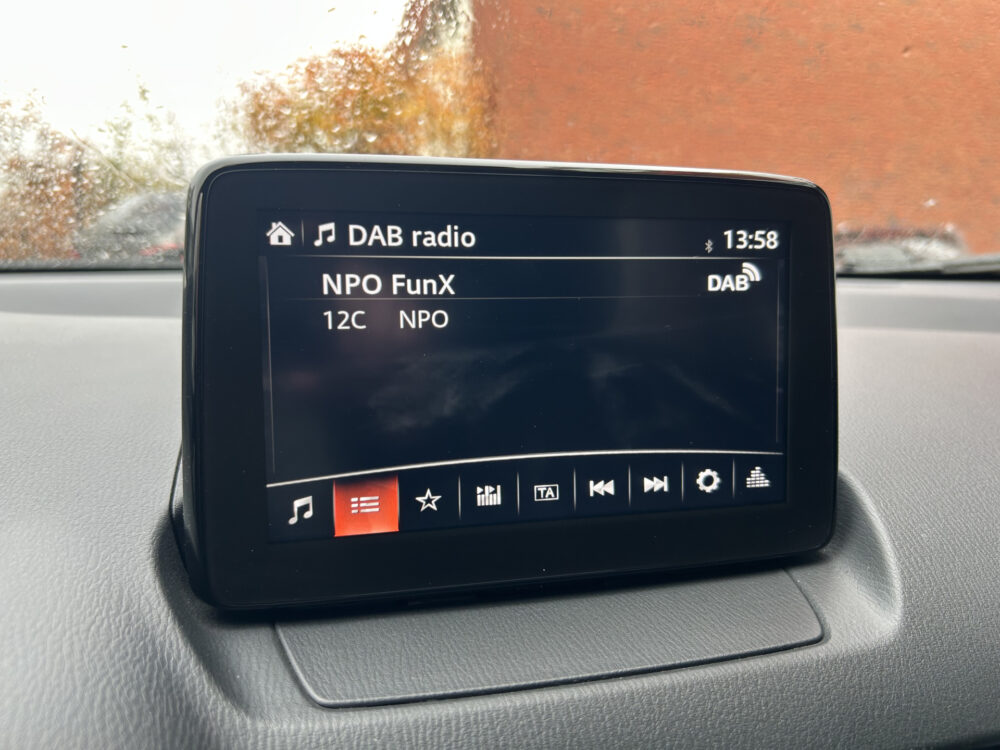 DAB radio 13:58
NPO FunX DAB
12C NPO
TA